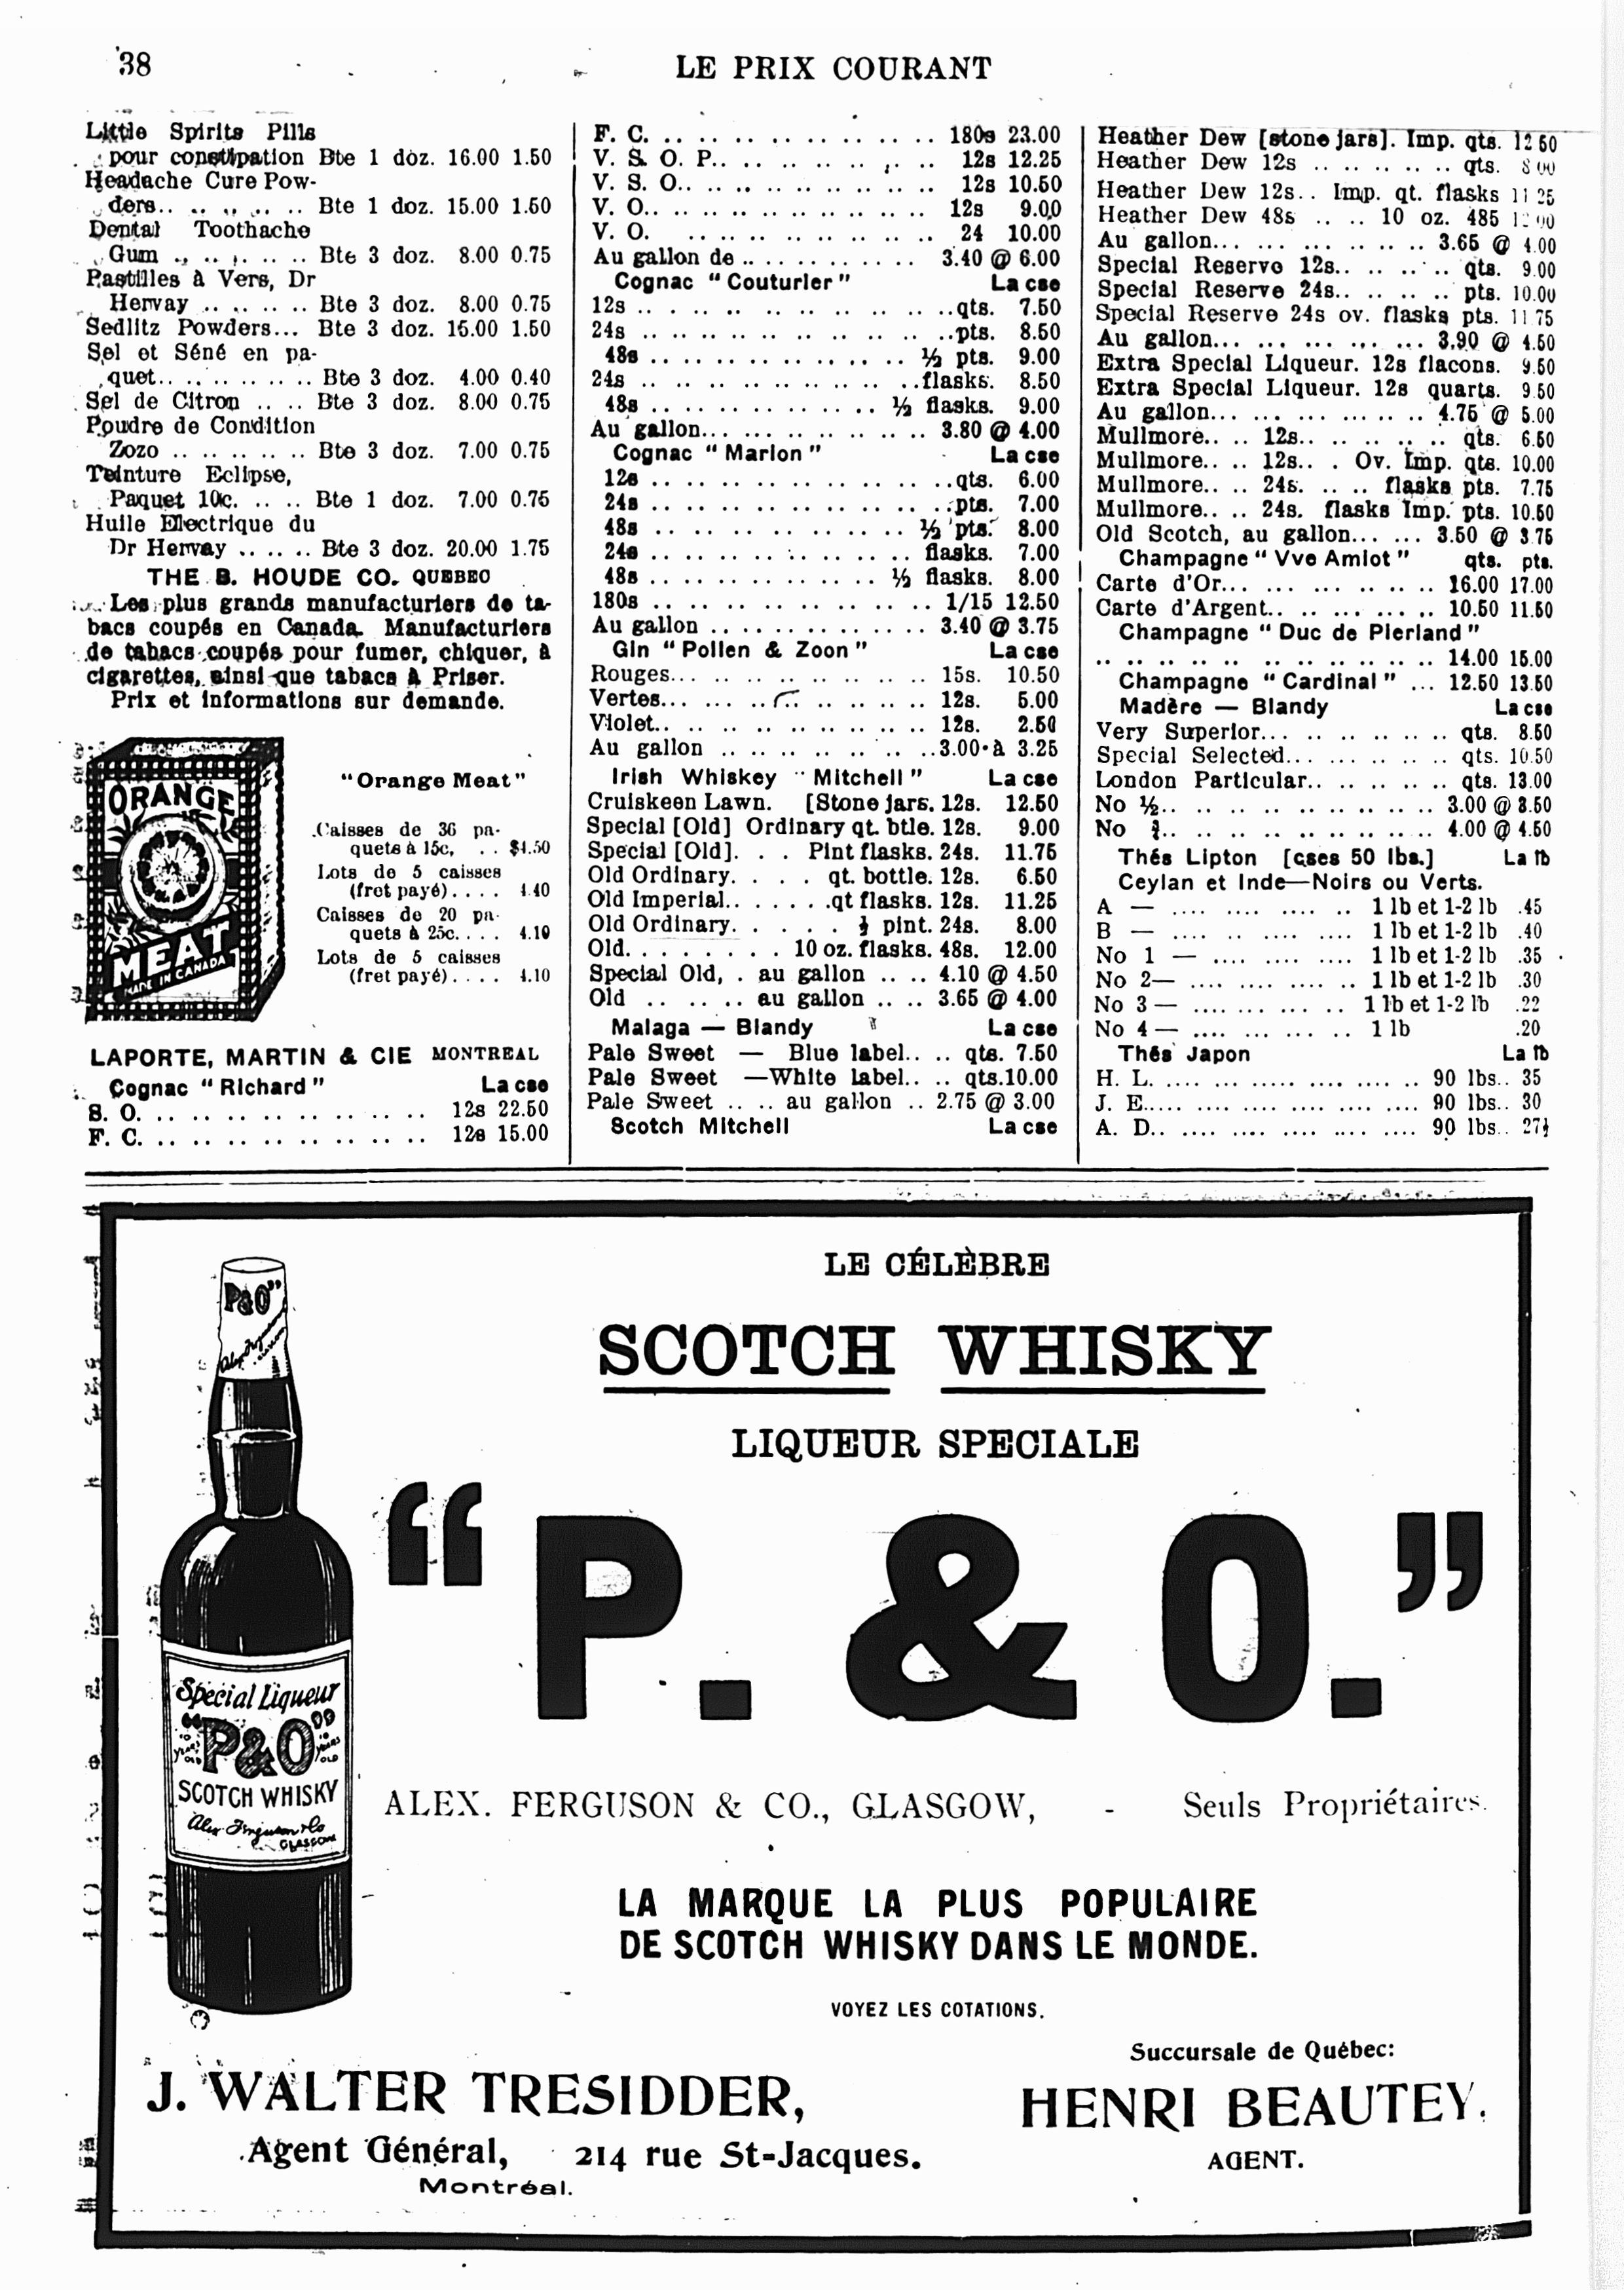 38
LE PRIX COURANT
Little Spirits Pills
pour constipation Bte 1 doz. 16.00 1.50
Headache Cure Pow-
ders.. .. .. .. .. Bte 1 doz. 15.00 1.50
Dental Toothache
Gum .. .. .. .. .. Bte 3 doz. 8.00 0.75
Pastilles à Vers, Dr
Hervay .. .. .. .. Bte 3 doz. 8.00 0.75
Sedlitz Powders... Bte 3 doz. 15.00 1.50
Sel et Séné en pa-
quet.. .. .. .. .. .. Bte 3 doz. 4.00 0.40
Sel de Citron .. .. Bte 3 doz. 8.00 0.75
Poudre de Condition
Zozo .. .. .. .. .. Bte 3 doz. 7.00 0.75
Teinture Eclipse,
Paquet 10c. .. .. Bte 1 doz. 7.00 0.75
Huile Electrique du
Dr Hervay .. .. .. Bte 3 doz. 20.00 1.75
THE B. HOUDE CO. QUEBEC
Les plus grands manufacturiers de ta-
bacs coupés en Canada. Manufacturiers
de tabacs coupés pour fumer, chiquer, à
cigarettes, ainsi que tabacs à Priser.
Prix et informations sur demande.
ORANGE
MEAT
MADE IN CANADA
"Orange Meat"
Caisses de 36 pa-
quets à 15c, . . $4.50
Lots de 5 caisses
(fret payé) . . . . 4.40
Caisses de 20 pa-
quets à 25c. . . . 4.10
Lots de 5 caisses
(fret payé) . . . . 4.10
LAPORTE, MARTIN & CIE MONTREAL
Cognac "Richard" La cse
S. O. .. .. .. .. .. .. .. .. .. 12s 22.50
F. C. .. .. .. .. .. .. .. .. .. 12s 15.00
F. C. .. .. .. .. .. .. .. .. .. 180s 23.00
V. S. O. P.. .. .. .. .. .. .. 12s 12.25
V. S. O.. .. .. .. .. .. .. .. 12s 10.50
V. O.. .. .. .. .. .. .. .. .. 12s 9.00
V. O. .. .. .. .. .. .. .. .. 24 10.00
Au gallon de .. .. .. .. .. .. 3.40 @ 6.00
Cognac "Couturier" La cse
12s .. .. .. .. .. .. .. .. .. ..qts. 7.50
24s .. .. .. .. .. .. .. .. .. ..pts. 8.50
48s .. .. .. .. .. .. .. .. ½ pts. 9.00
24s .. .. .. .. .. .. .. .. ..flasks. 8.50
48s .. .. .. .. .. .. .. ½ flasks. 9.00
Au gallon.. .. .. .. .. .. .. 3.80 @ 4.00
Cognac "Marion" La cse
12s .. .. .. .. .. .. .. .. .. ..qts. 6.00
24s .. .. .. .. .. .. .. .. .. ..pts. 7.00
48s .. .. .. .. .. .. .. .. ½ pts. 8.00
24s .. .. .. .. .. .. .. .. flasks. 7.00
48s .. .. .. .. .. .. .. ½ flasks. 8.00
180s .. .. .. .. .. .. .. .. .. 1/15 12.50
Au gallon .. .. .. .. .. .. .. 3.40 @ 3.75
Gin "Pollen & Zoon" La cse
Rouges... .. .. .. .. .. .. .. 15s. 10.50
Vertes... .. .. .. .. .. .. .. 12s. 5.00
Violet.. .. .. .. .. .. .. .. .. 12s. 2.50
Au gallon .. .. .. .. .. .. ..3.00 à 3.25
Irish Whiskey "Mitchell" La cse
Cruiskeen Lawn. [Stone jars. 12s. 12.50
Special [Old] Ordinary qt. btle. 12s. 9.00
Special [Old]. . . Pint flasks. 24s. 11.75
Old Ordinary. . . . qt. bottle. 12s. 6.50
Old Imperial.. . . . .qt flasks. 12s. 11.25
Old Ordinary. . . . . ½ pint. 24s. 8.00
Old. . . . . . . . 10 oz. flasks. 48s. 12.00
Special Old, . au gallon .. .. 4.10 @ 4.50
Old .. .. .. au gallon .. .. 3.65 @ 4.00
Malaga — Blandy La cse
Pale Sweet — Blue label.. .. qts. 7.50
Pale Sweet —White label.. .. qts.10.00
Pale Sweet .. .. au gallon .. 2.75 @ 3.00
Scotch Mitchell La cse
Heather Dew [stone jars]. Imp. qts. 12 50
Heather Dew 12s .. .. .. .. qts. 8 00
Heather Dew 12s.. Imp. qt. flasks 11 25
Heather Dew 48s .. .. 10 oz. 485
Au gallon... ... ... .. .. .. 3.65 @ 4.00
Special Reserve 12s.. .. .. .. qts. 9.00
Special Reserve 24s.. .. .. .. pts. 10.00
Special Reserve 24s ov. flasks pts. 11 75
Au gallon... ... ... ... ... ... 3.90 @ 4.50
Extra Special Liqueur. 12s flacons. 9.50
Extra Special Liqueur. 12s quarts. 9 50
Au gallon... ... ... ... .. .. 4.75 @ 5.00
Mullmore.. .. 12s.. .. .. .. .. qts. 6.50
Mullmore.. .. 12s.. . Ov. Imp. qts. 10.00
Mullmore.. .. 24s. .. .. flasks pts. 7.75
Mullmore.. .. 24s. flasks Imp. pts. 10.50
Old Scotch, au gallon... ... 3.50 @ 3.75
Champagne "Vve Amiot" qts. pts.
Carte d'Or... .. .. .. .. .. .. 16.00 17.00
Carte d'Argent.. .. ... ... .. 10.50 11.50
Champagne "Duc de Pierland"
.. .. .. .. .. .. .. .. .. .. .. 14.00 15.00
Champagne "Cardinal" ... 12.50 13.50
Madère — Blandy La cse
Very Superior... .. .. .. .. .. qts. 8.50
Special Selected... .. .. .. .. qts. 10.50
London Particular.. .. .. .. .. qts. 13.00
No ½.. .. .. .. .. .. .. .. .. 3.00 @ 3.50
No .. .. .. .. .. .. .. .. .. 4.00 @ 4.50
Thés Lipton [cses 50 lbs.] La lb
Ceylan et Inde—Noirs ou Verts.
A — .... .... .... .. 1 lb et 1-2 lb .45
B — .... .. .... .... 1 lb et 1-2 lb .40
No 1 — .... .... .... 1 lb et 1-2 lb .35
No 2— .... .... .... .. 1 lb et 1-2 lb .30
No 3 — .... ... ... .. 1 lb et 1-2 lb .22
No 4 — .... ... .. .. 1 lb .20
Thés Japon La lb
H. L. .... ... .... .... .... .. 90 lbs.. 35
J. E..... .... .... .... .... .... 90 lbs.. 30
A. D.. .... .... .... .... .... 90 lbs.. 27½
LE CÉLÈBRE
SCOTCH WHISKY
LIQUEUR SPECIALE
"P. & O."
P&O"
Special Liqueur
"P&O"
10 YEARS OLD
10 YEARS OLD
SCOTCH WHISKY
Alex Ferguson & Co
GLASGOW
ALEX. FERGUSON & CO., GLASGOW, - Seuls Propriétaires.
LA MARQUE LA PLUS POPULAIRE
DE SCOTCH WHISKY DANS LE MONDE.
VOYEZ LES COTATIONS.
Succursale de Québec:
J. WALTER TRESIDDER,
HENRI BEAUTEY.
Agent Général, 214 rue St-Jacques.
AGENT.
Montréal.